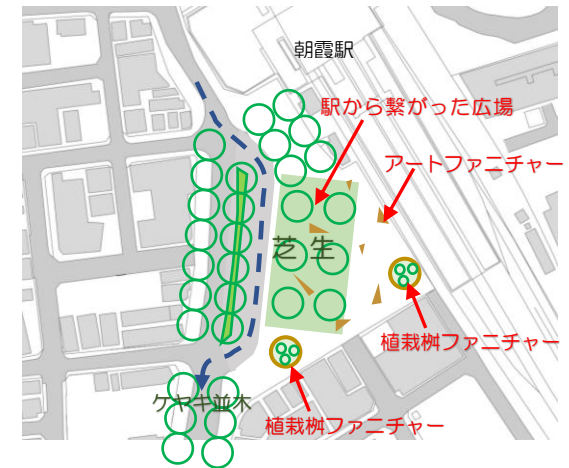 朝霞駅
駅から繋がった広場
アートファニチャー
芝生
植栽桝ファニチャー
ケヤキ並木
植栽桝ファニチャー